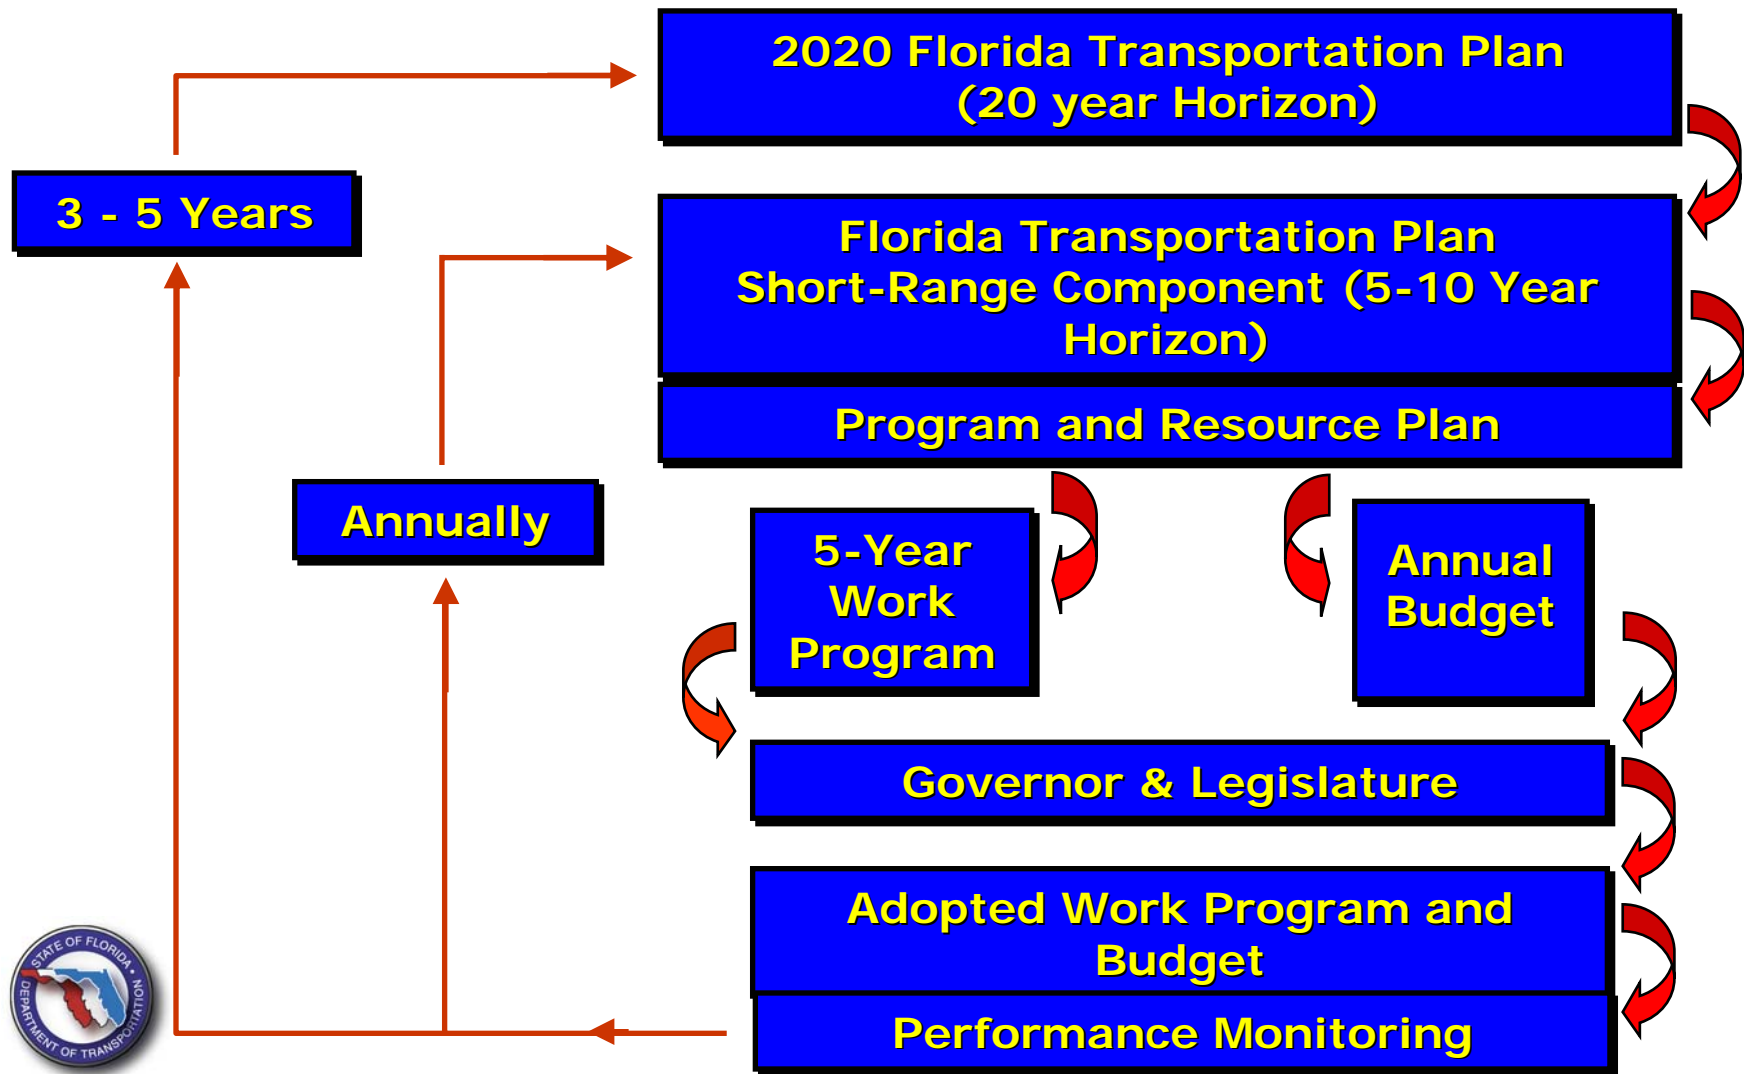 2020 Florida Transportation Plan
(20 year Horizon)
3 - 5 Years
Florida Transportation Plan
Short-Range Component (5-10 Year
Horizon)
Program and Resource Plan
Annually
5-Year
Work
Program
Annual
Budget
Governor & Legislature
Adopted Work Program and
Budget
Performance Monitoring
STATE OF FLORIDA •
DEPARTMENT OF TRANSPORTATION